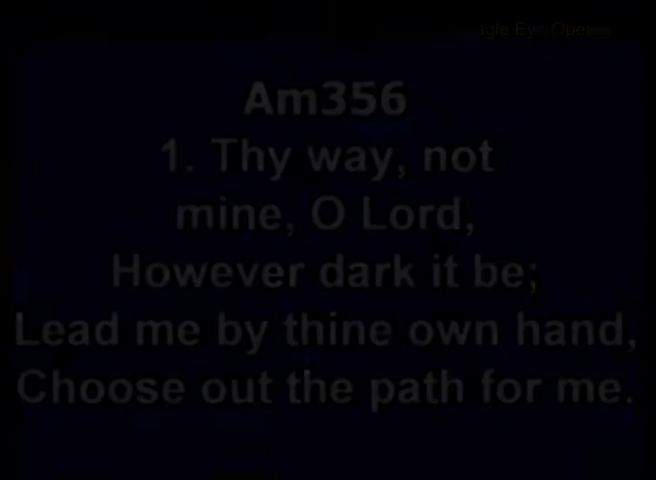 Eye
Am356
1. Thy way, not
mine, O Lord,
However dark it be;
Lead me by thine own hand,
Choose out the path for me.